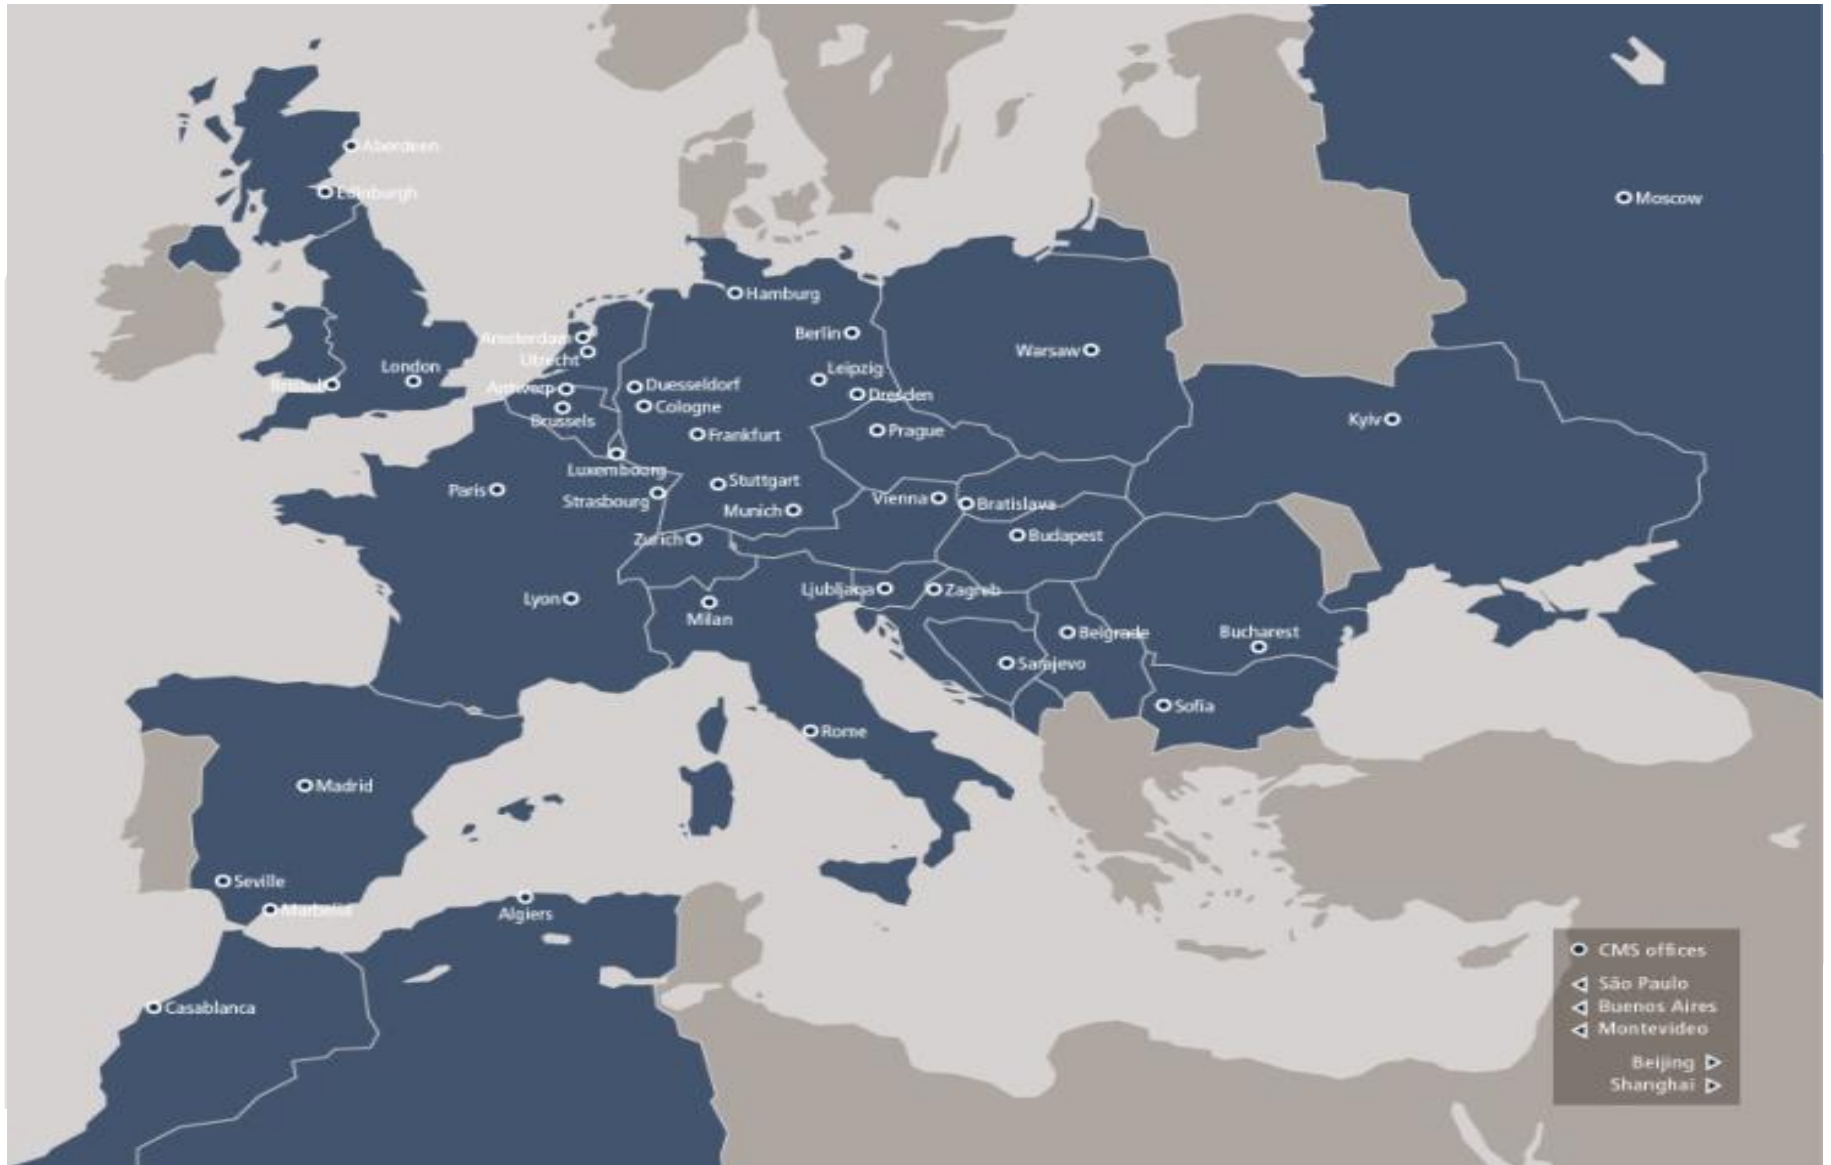 Aberdeen
Edinburgh
Moscow
Hamburg
Berlin
Amsterdam
Utrecht
Warsaw
London
Leipzig
Bristol
Antwerp
Duesseldorf
Dresden
Cologne
Brussels
Kyiv
Frankfurt
Prague
Luxembourg
Paris
Strasbourg
Stuttgart
Vienna
Bratislava
Munich
Zurich
Budapest
Lyon
Ljubljana
Zagreb
Milan
Belgrade
Bucharest
Sarajevo
Sofia
Rome
Madrid
Seville
Marbella
Algiers
Casablanca
CMS offices
São Paulo
Buenos Aires
Montevideo
Beijing
Shanghai